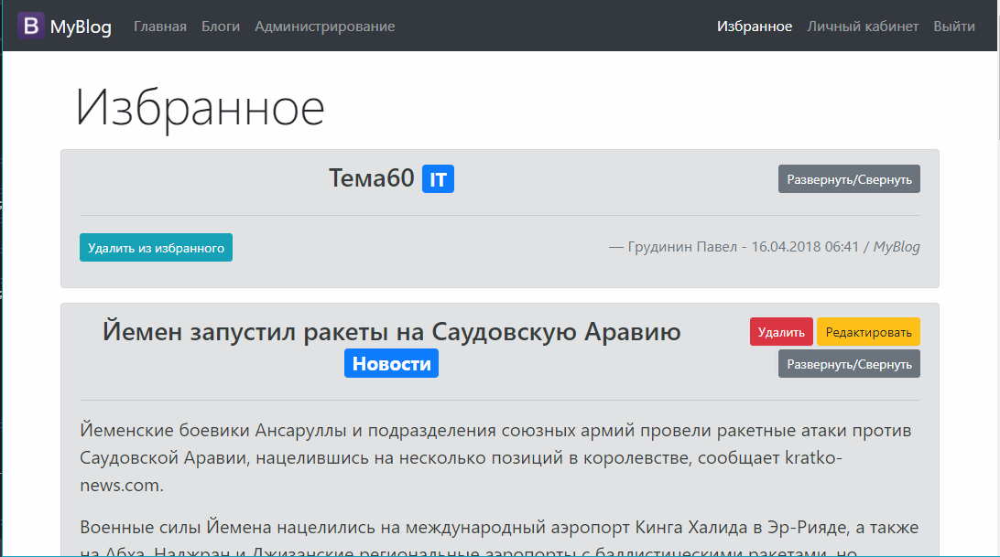 B MyBlog Главная Блоги Администрирование Избранное Личный кабинет Выйти
Избранное
Тема60 IT Развернуть/Свернуть
Удалить из избранного — Грудинин Павел - 16.04.2018 06:41 / MyBlog
Йемен запустил ракеты на Саудовскую Аравию Удалить Редактировать
Новости Развернуть/Свернуть
Йеменские боевики Ансаруллы и подразделения союзных армий провели ракетные атаки против
Саудовской Аравии, нацелившись на несколько позиций в королевстве, сообщает kratko-
news.com.
Военные силы Йемена нацелились на международный аэропорт Кинга Халида в Эр-Рияде, а также
на Абха, Наджран и Джизанские региональные аэропорты с баллистическими ракетами, но